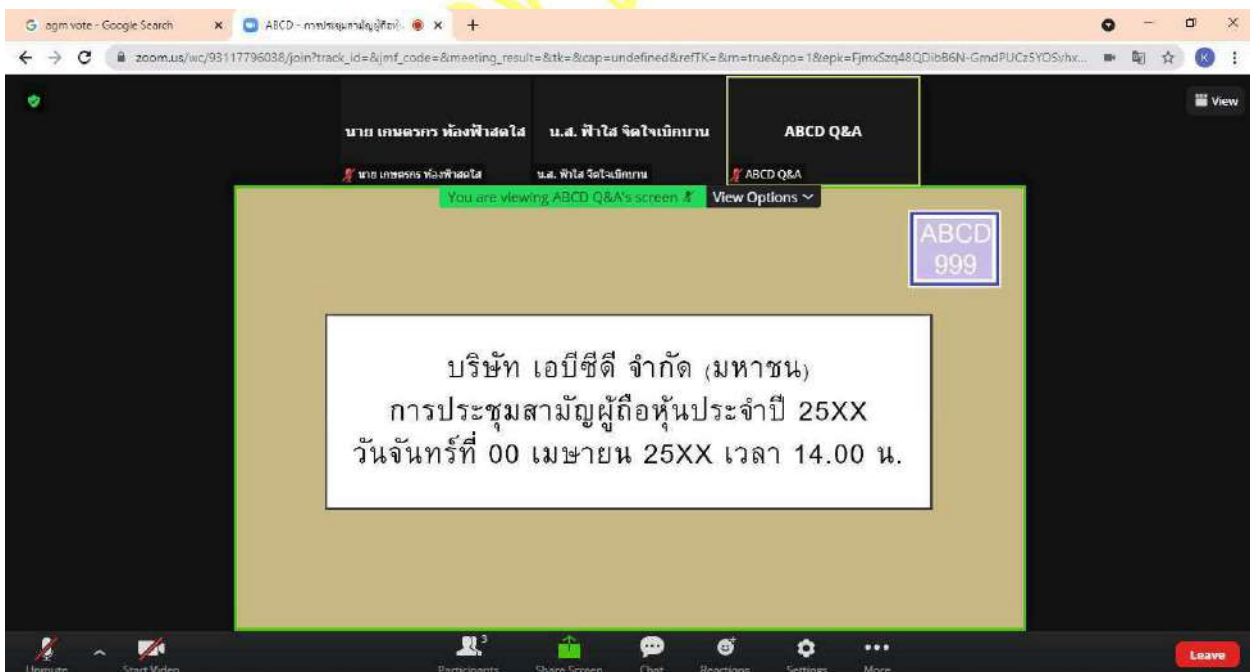 agm vote - Google Search
zoom.us/wc/93117796038/join?track_id=&jmf_code=&meeting_result=&tk=&cap=undefined&refTK=&rn=true&po=1&epk=
K
View
นาย เกษตรกร ท้องฟ้าสดใส
น.ส. ฟ้าใส จิตใจเบิกบาน
ABCD Q&A
นาย เกษตรกร ท้องฟ้าสดใส
น.ส. ฟ้าใส จิตใจเบิกบาน
ABCD Q&A
You are viewing ABCD Q&A's screen
View Options
ABCD
999
บริษัท เอบีซีดี จำกัด (มหาชน)
การประชุมสามัญผู้ถือหุ้นประจำปี 25XX
วันจันทร์ที่ 00 เมษายน 25XX เวลา 14.00 น.
Unmute
Start Video
3
Participants
Share Screen
Chat
Reactions
Settings
More
Leave